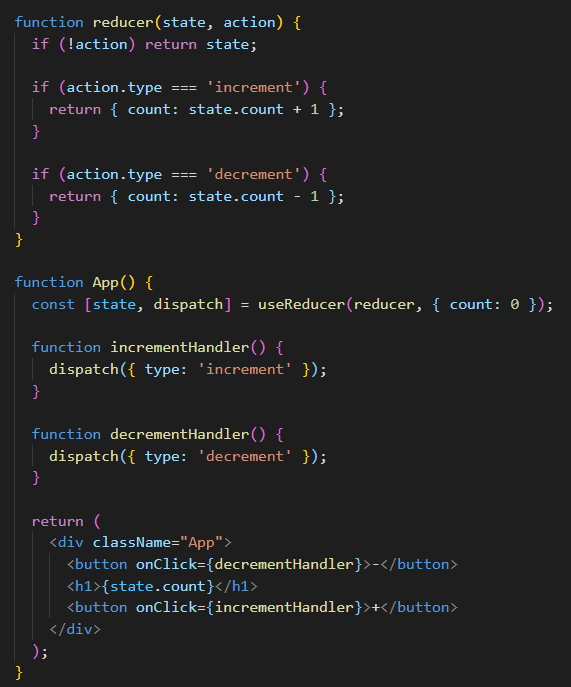 function reducer(state, action) {
  if (!action) return state;

  if (action.type === 'increment') {
    return { count: state.count + 1 };
  }

  if (action.type === 'decrement') {
    return { count: state.count - 1 };
  }
}

function App() {
  const [state, dispatch] = useReducer(reducer, { count: 0 });

  function incrementHandler() {
    dispatch({ type: 'increment' });
  }

  function decrementHandler() {
    dispatch({ type: 'decrement' });
  }

  return (
    <div className="App">
      <button onClick={decrementHandler}>-</button>
      <h1>{state.count}</h1>
      <button onClick={incrementHandler}>+</button>
    </div>
  );
}